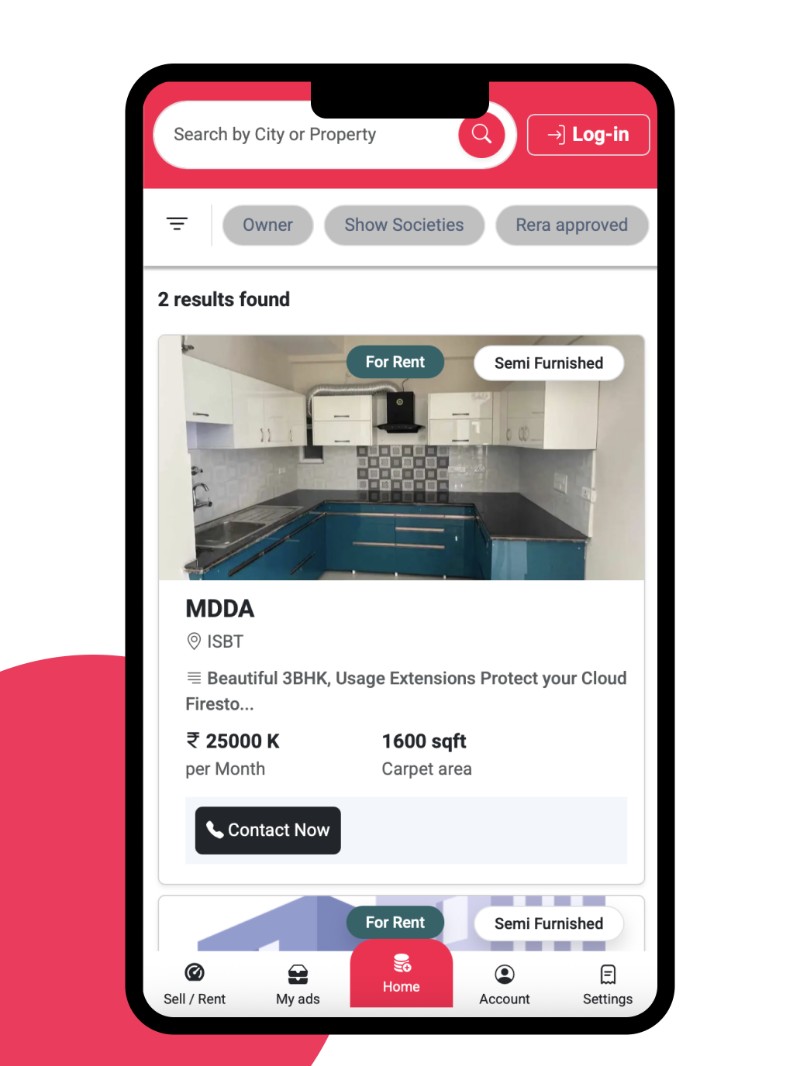 Search by City or Property
Log-in
Owner
Show Societies
Rera approved
2 results found
For Rent
Semi Furnished
MDDA
ISBT
Beautiful 3BHK, Usage Extensions Protect your Cloud
Firesto...
₹ 25000 K
1600 sqft
per Month
Carpet area
Contact Now
For Rent
Semi Furnished
Sell / Rent
My ads
Home
Account
Settings